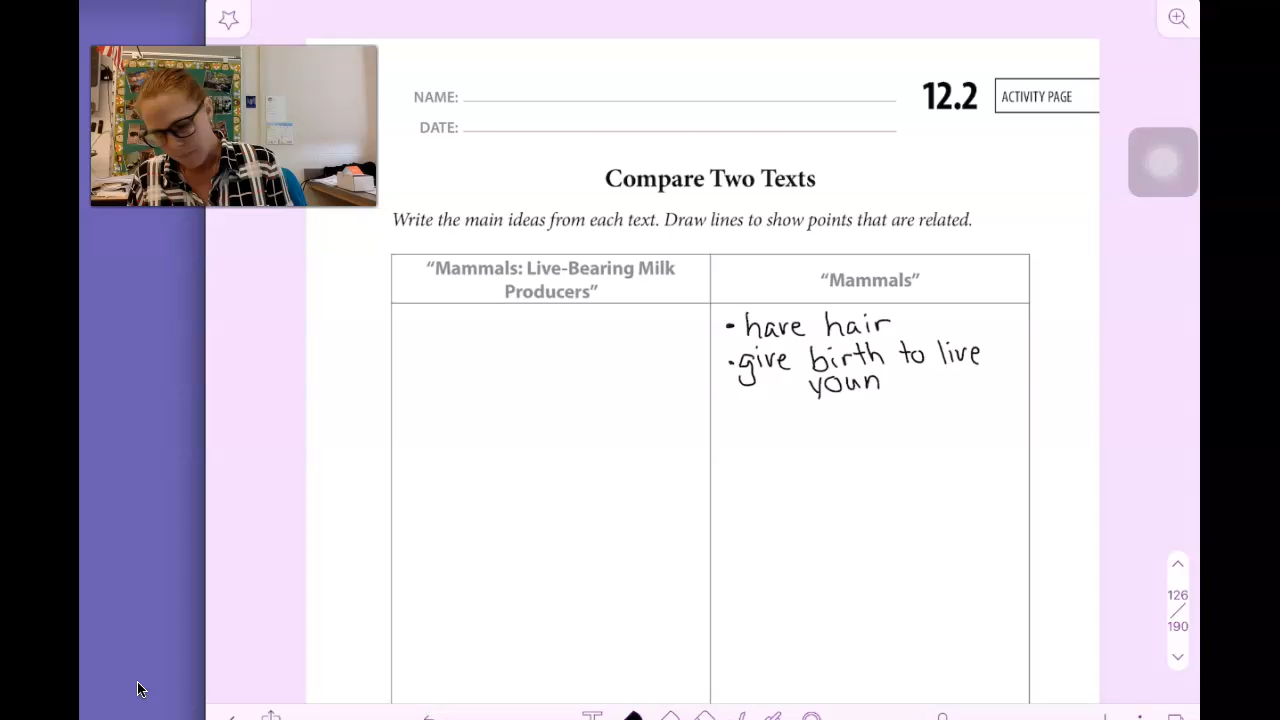 NAME:
12.2
ACTIVITY PAGE
DATE:
Compare Two Texts
Write the main ideas from each text. Draw lines to show points that are related.
“Mammals: Live-Bearing Milk
Producers”
“Mammals”
• have hair
• give birth to live
youn
126
190